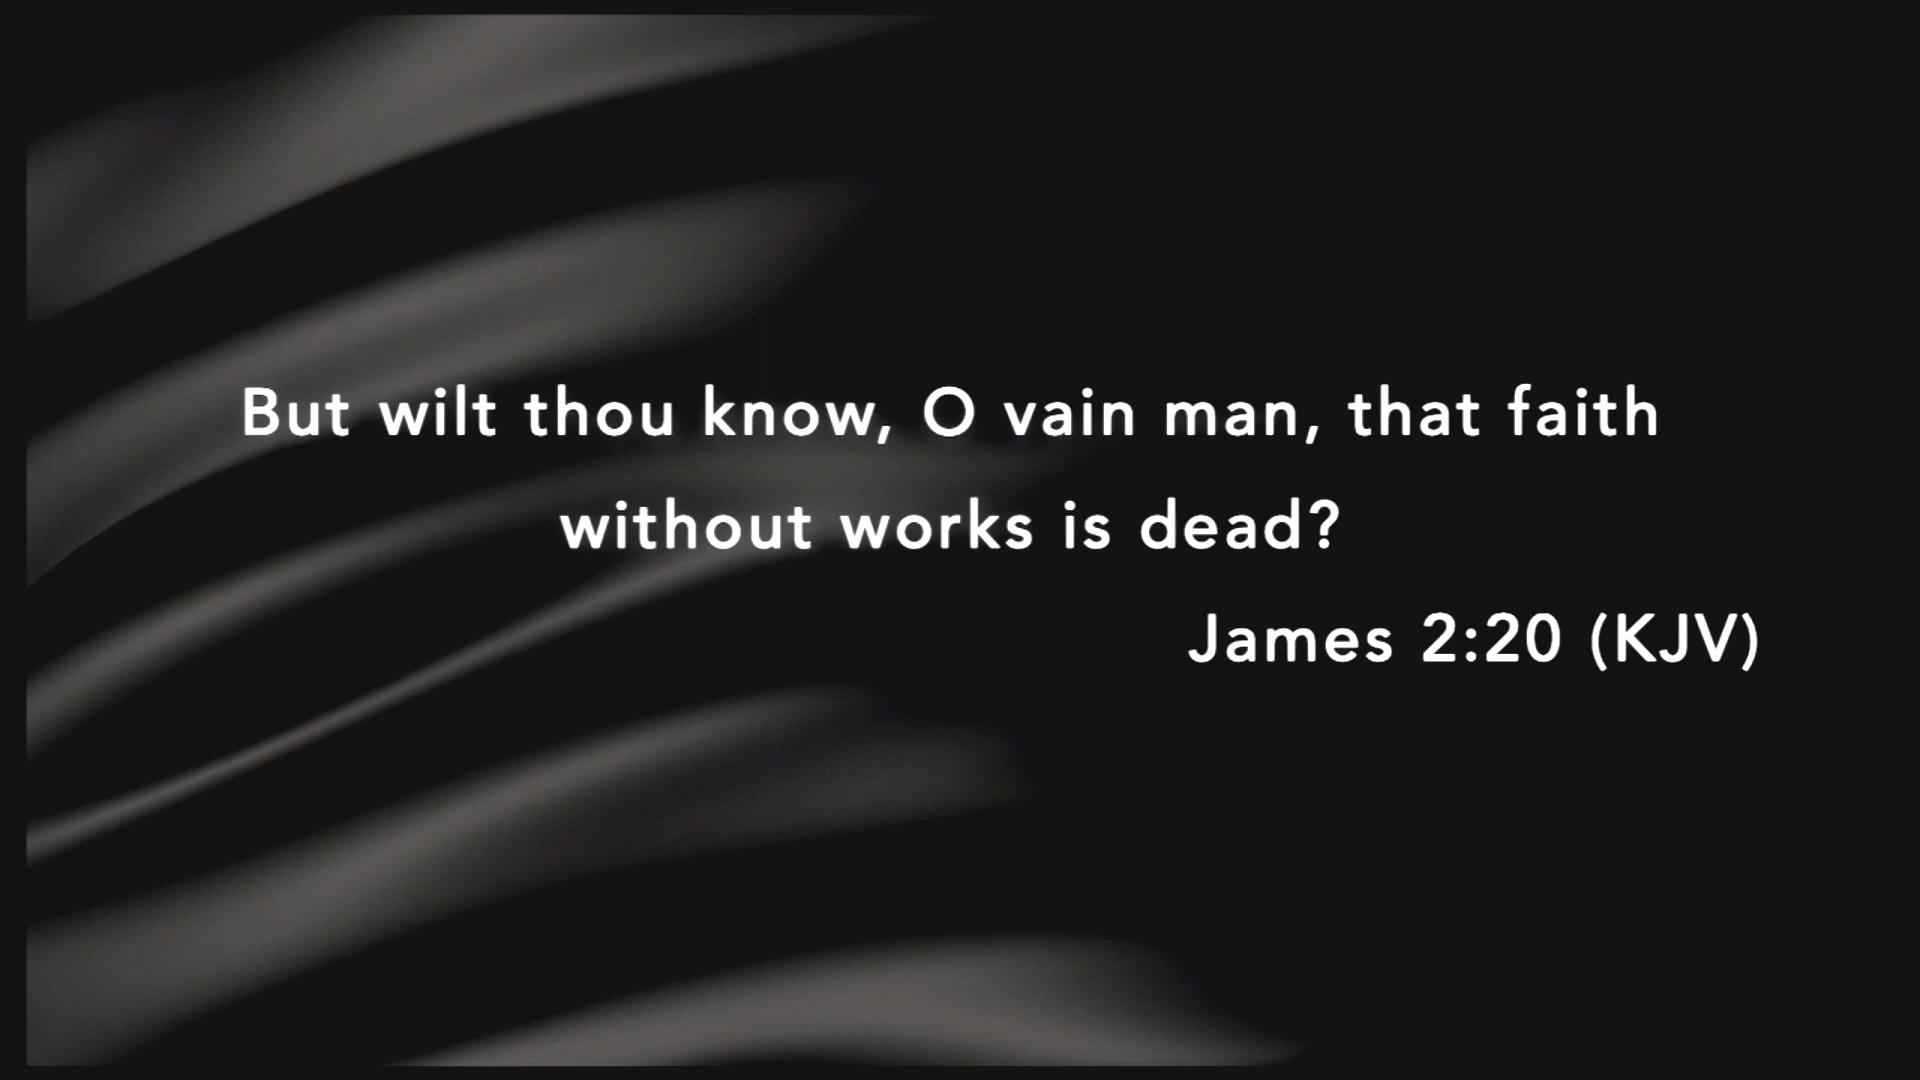 But wilt thou know, O vain man, that faith
without works is dead?
James 2:20 (KJV)